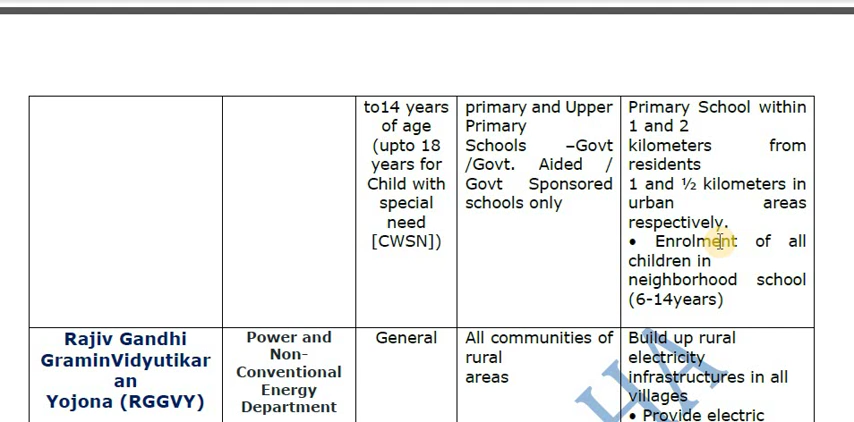 to14 years
of age
(upto 18
years for
Child with
special
need
[CWSN])
primary and Upper
Primary
Schools –Govt
/Govt. Aided /
Govt Sponsored
schools only
Primary School within
1 and 2
kilometers from
residents
1 and ½ kilometers in
urban areas
respectively.
• Enrolment of all
children in
neighborhood school
(6-14years)
Rajiv Gandhi
GraminVidyutikar
an
Yojona (RGGVY)
Power and
Non-
Conventional
Energy
Department
General
All communities of
rural
areas
Build up rural
electricity
infrastructures in all
villages
• Provide electric
HA